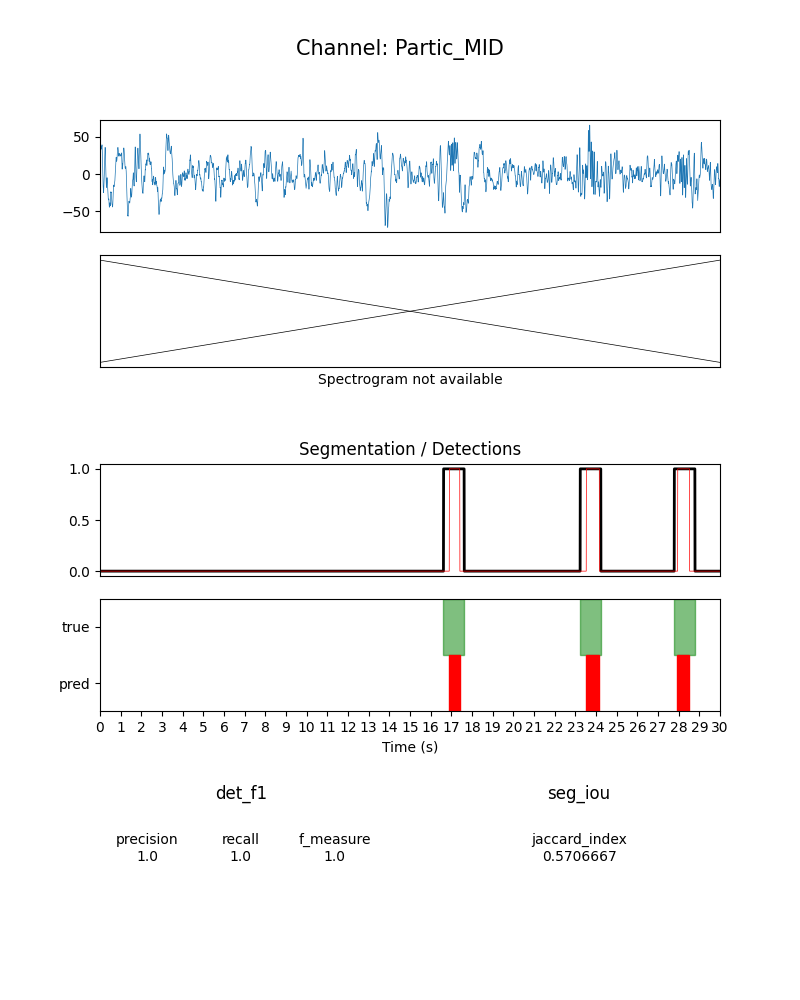 Channel: Partic_MID
50
0
−50
Spectrogram not available
Segmentation / Detections
1.0
0.5
0.0
true
pred
0 1 2 3 4 5 6 7 8 9 10 11 12 13 14 15 16 17 18 19 20 21 22 23 24 25 26 27 28 29 30
Time (s)
det_f1 seg_iou
precision recall f_measure jaccard_index
1.0 1.0 1.0 0.5706667